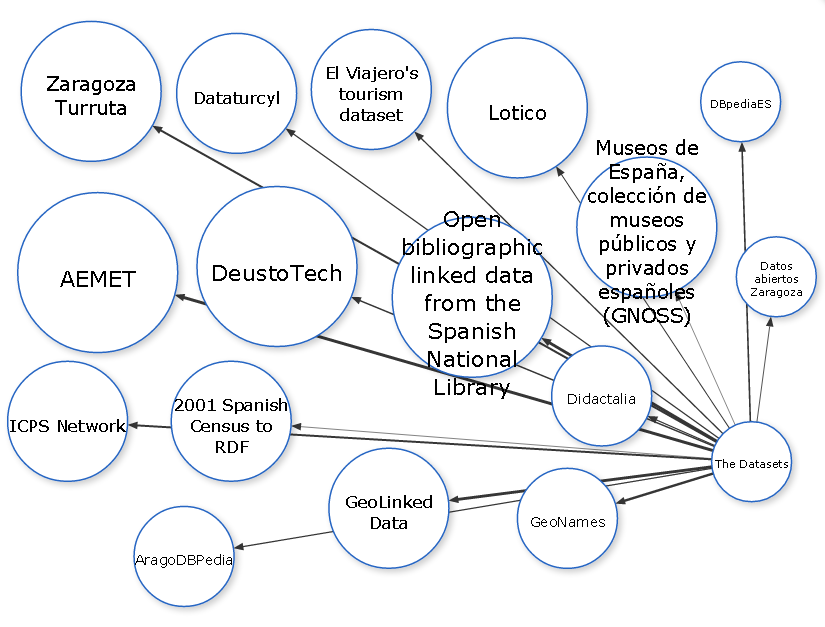 Zaragoza
Turruta
Dataturcyl
El Viajero's
tourism
dataset
Lotico
DBpediaES
Museos de
España,
colección de
museos
públicos y
privados
españoles
(GNOSS)
AEMET
DeustoTech
Open
bibliographic
linked data
from the
Spanish
National
Library
Datos
abiertos
Zaragoza
ICPS Network
2001 Spanish
Census to
RDF
Didactalia
The Datasets
GeoLinked
Data
GeoNames
AragoDBPedia